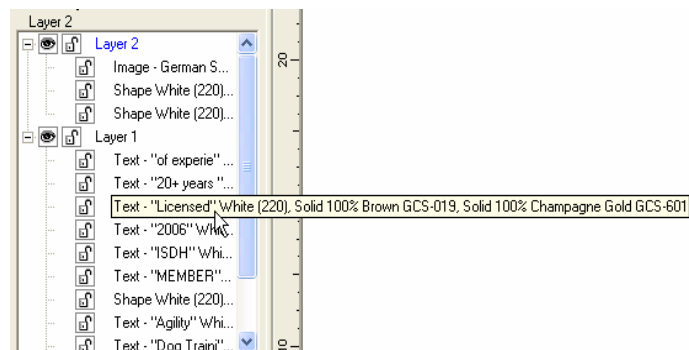 Layer 2
Layer 2
Image - German S...
Shape White (220)...
Shape White (220)...
Layer 1
Text - "of experie" ...
Text - "20+ years "...
Text - "Licensed" White (220), Solid 100% Brown GCS-019, Solid 100% Champagne Gold GCS-601
Text - "2006" Whi...
Text - "ISDH" Whi...
Text - "MEMBER"...
Shape White (220)...
Text - "Agility" Whi...
Text - "Dog Traini"...
20